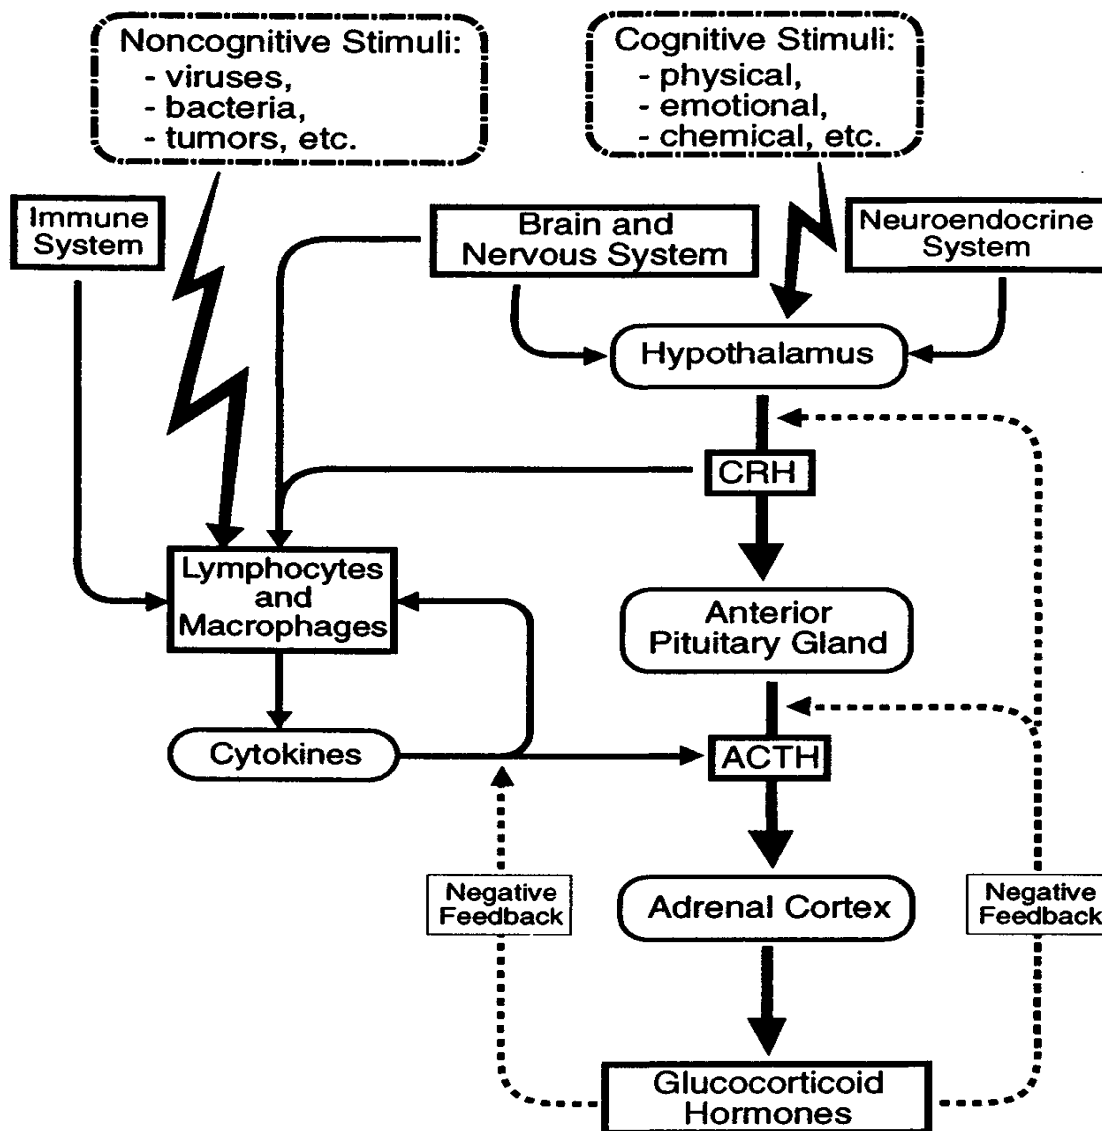 Noncognitive Stimuli:
- viruses,
- bacteria,
- tumors, etc.
Cognitive Stimuli:
- physical,
- emotional,
- chemical, etc.
Immune
System
Brain and
Nervous System
Neuroendocrine
System
Hypothalamus
CRH
Lymphocytes
and
Macrophages
Anterior
Pituitary Gland
Cytokines
ACTH
Negative
Feedback
Adrenal Cortex
Negative
Feedback
Glucocorticoid
Hormones